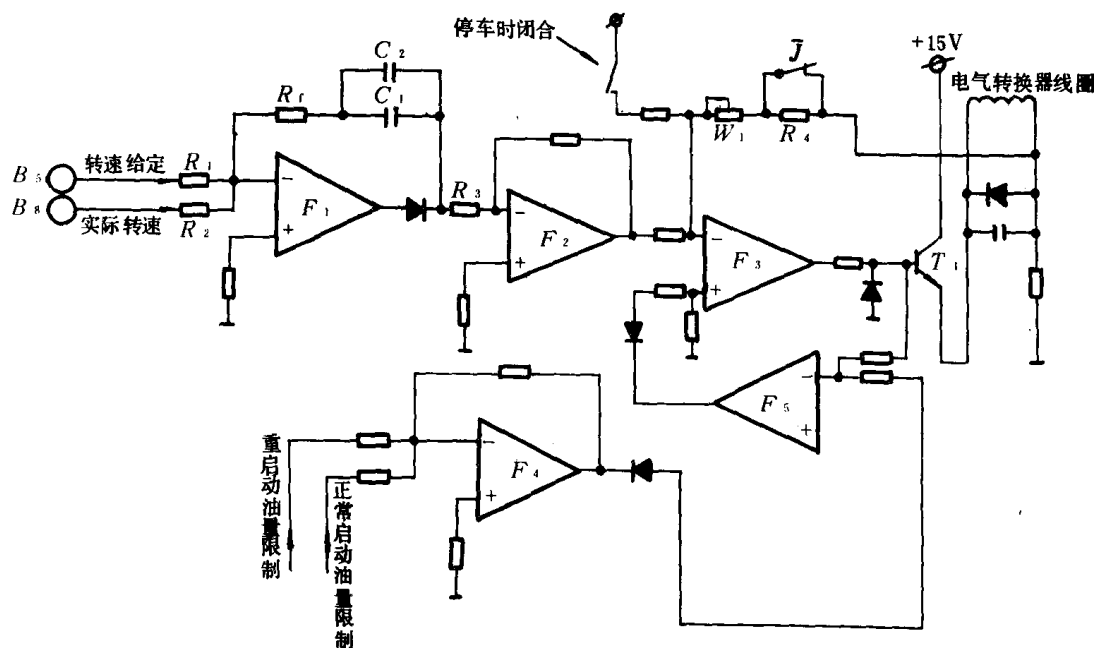 停车时闭合
J̄
+15V
电气转换器线圈
C₂
C₁
R_f
W₁
R₄
B₅
转速给定
R₁
B₈
实际转速
R₂
F₁
R₃
F₂
F₃
T₁
F₅
F₄
重启动油量限制
正常启动油量限制